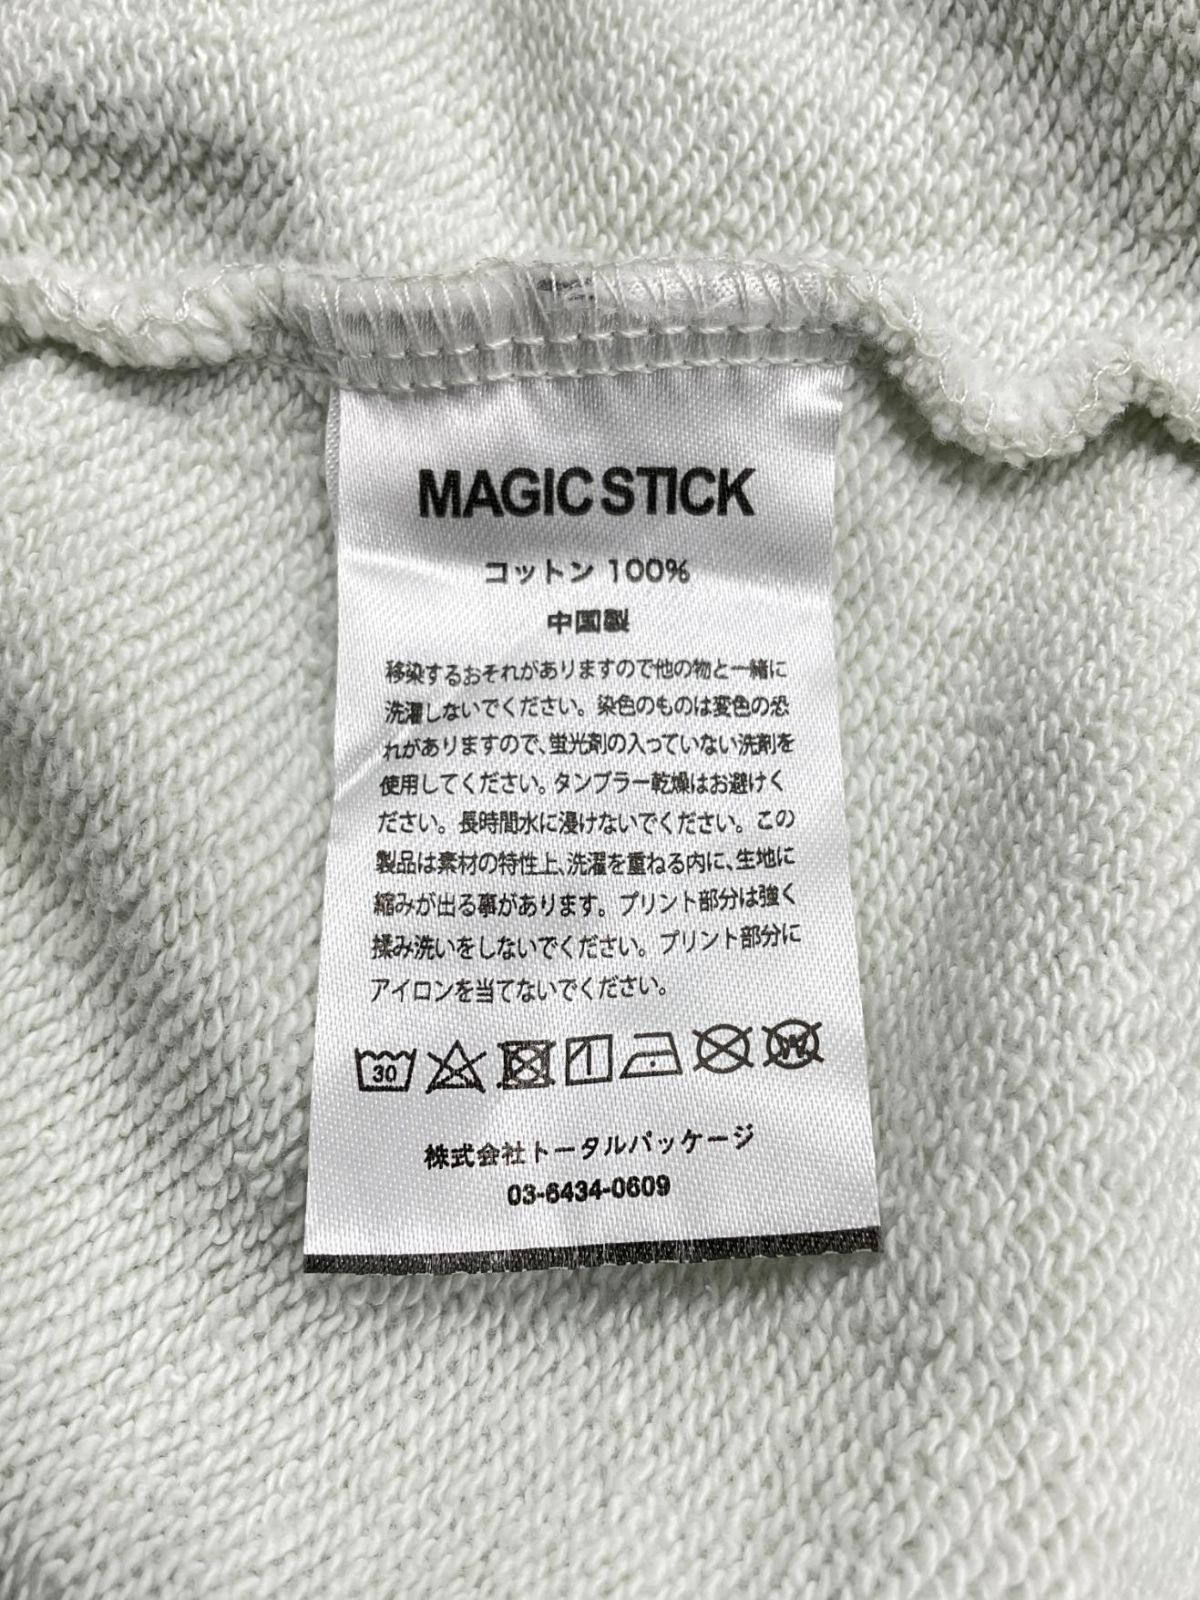 MAGIC STICK
コットン 100%
中国製
移染するおそれがありますので他の物と一緒に
洗濯しないでください。染色のものは変色の恐
れがありますので、蛍光剤の入っていない洗剤を
使用してください。タンブラー乾燥はお避けく
ださい。長時間水に浸けないでください。この
製品は素材の特性上、洗濯を重ねる内に、生地に
縮みが出る事があります。プリント部分は強く
揉み洗いをしないでください。プリント部分に
アイロンを当てないでください。
30 W
株式会社トータルパッケージ
03-6434-0609